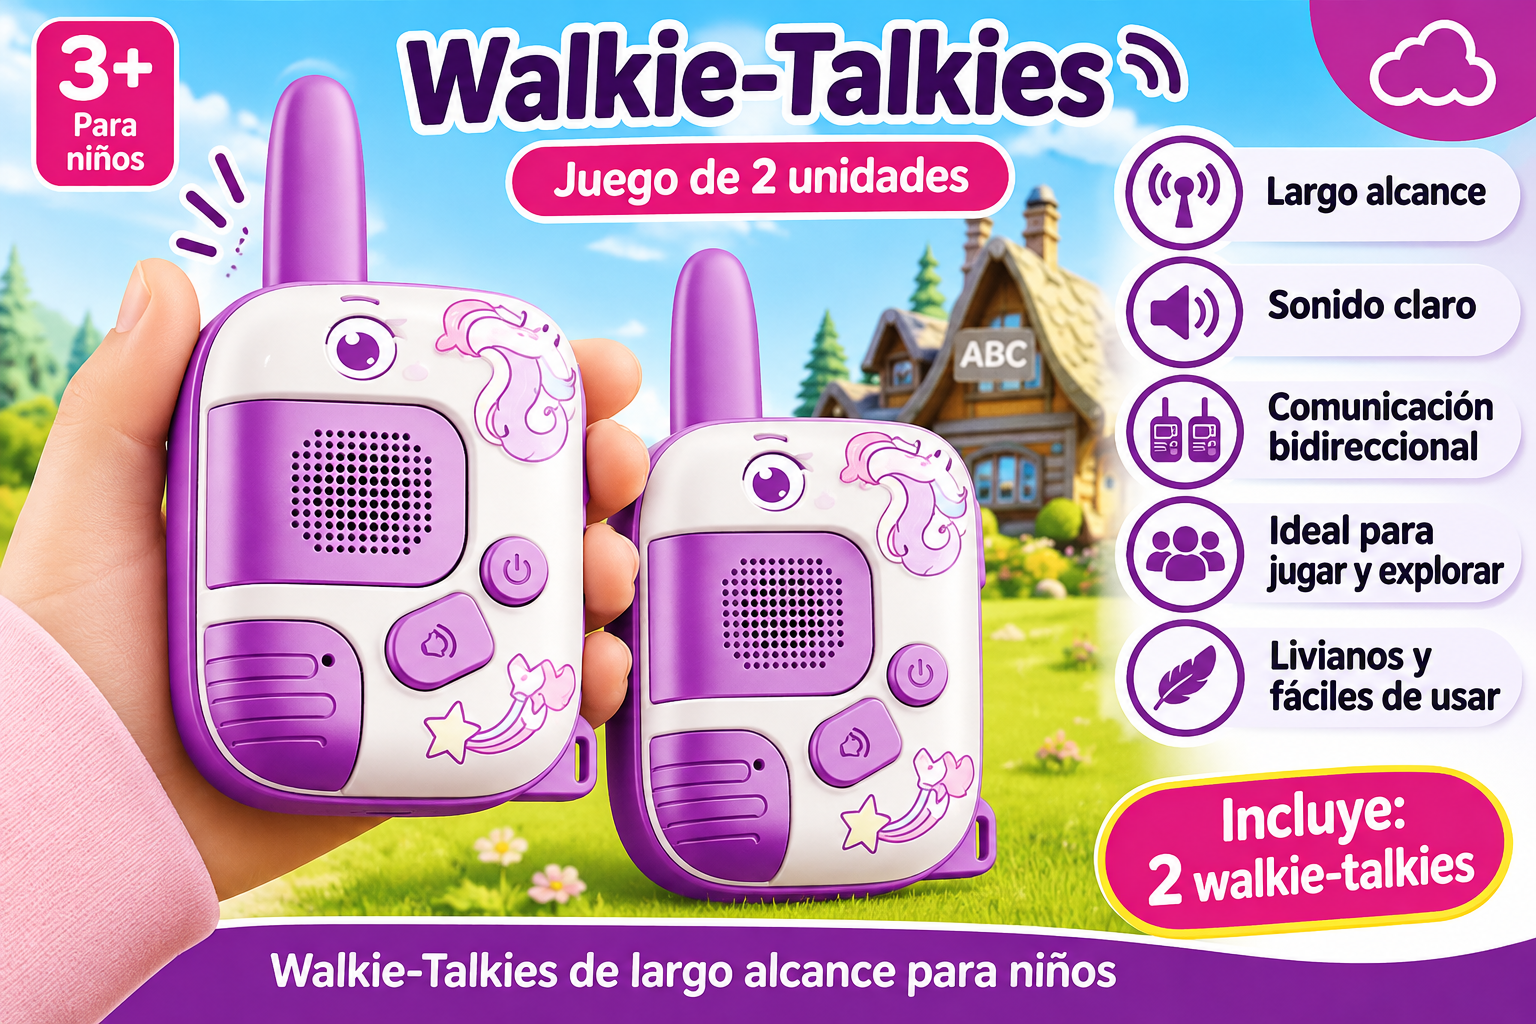 3+
Para
niños
Walkie-Talkies
Juego de 2 unidades
Largo alcance
Sonido claro
ABC
Comunicación
bidireccional
Ideal para
jugar y explorar
Livianos y
fáciles de usar
Incluye:
2 walkie-talkies
Walkie-Talkies de largo alcance para niños